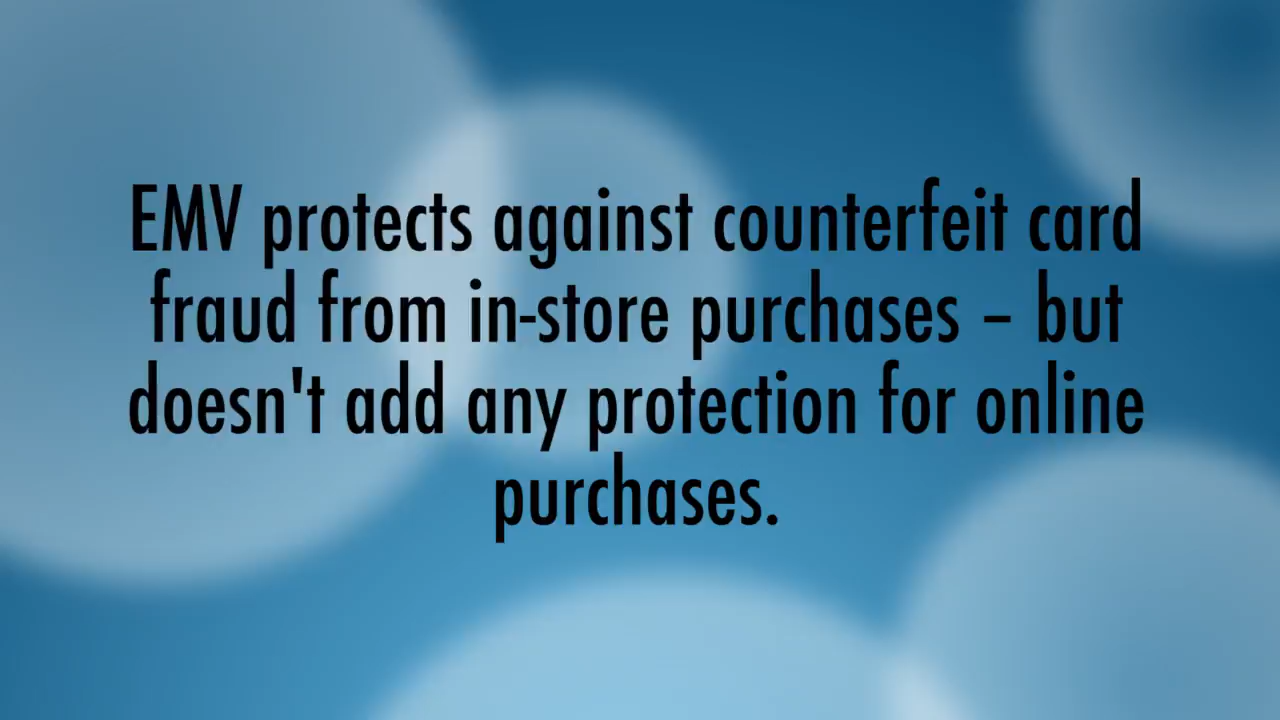 EMV protects against counterfeit card
fraud from in-store purchases – but
doesn't add any protection for online
purchases.